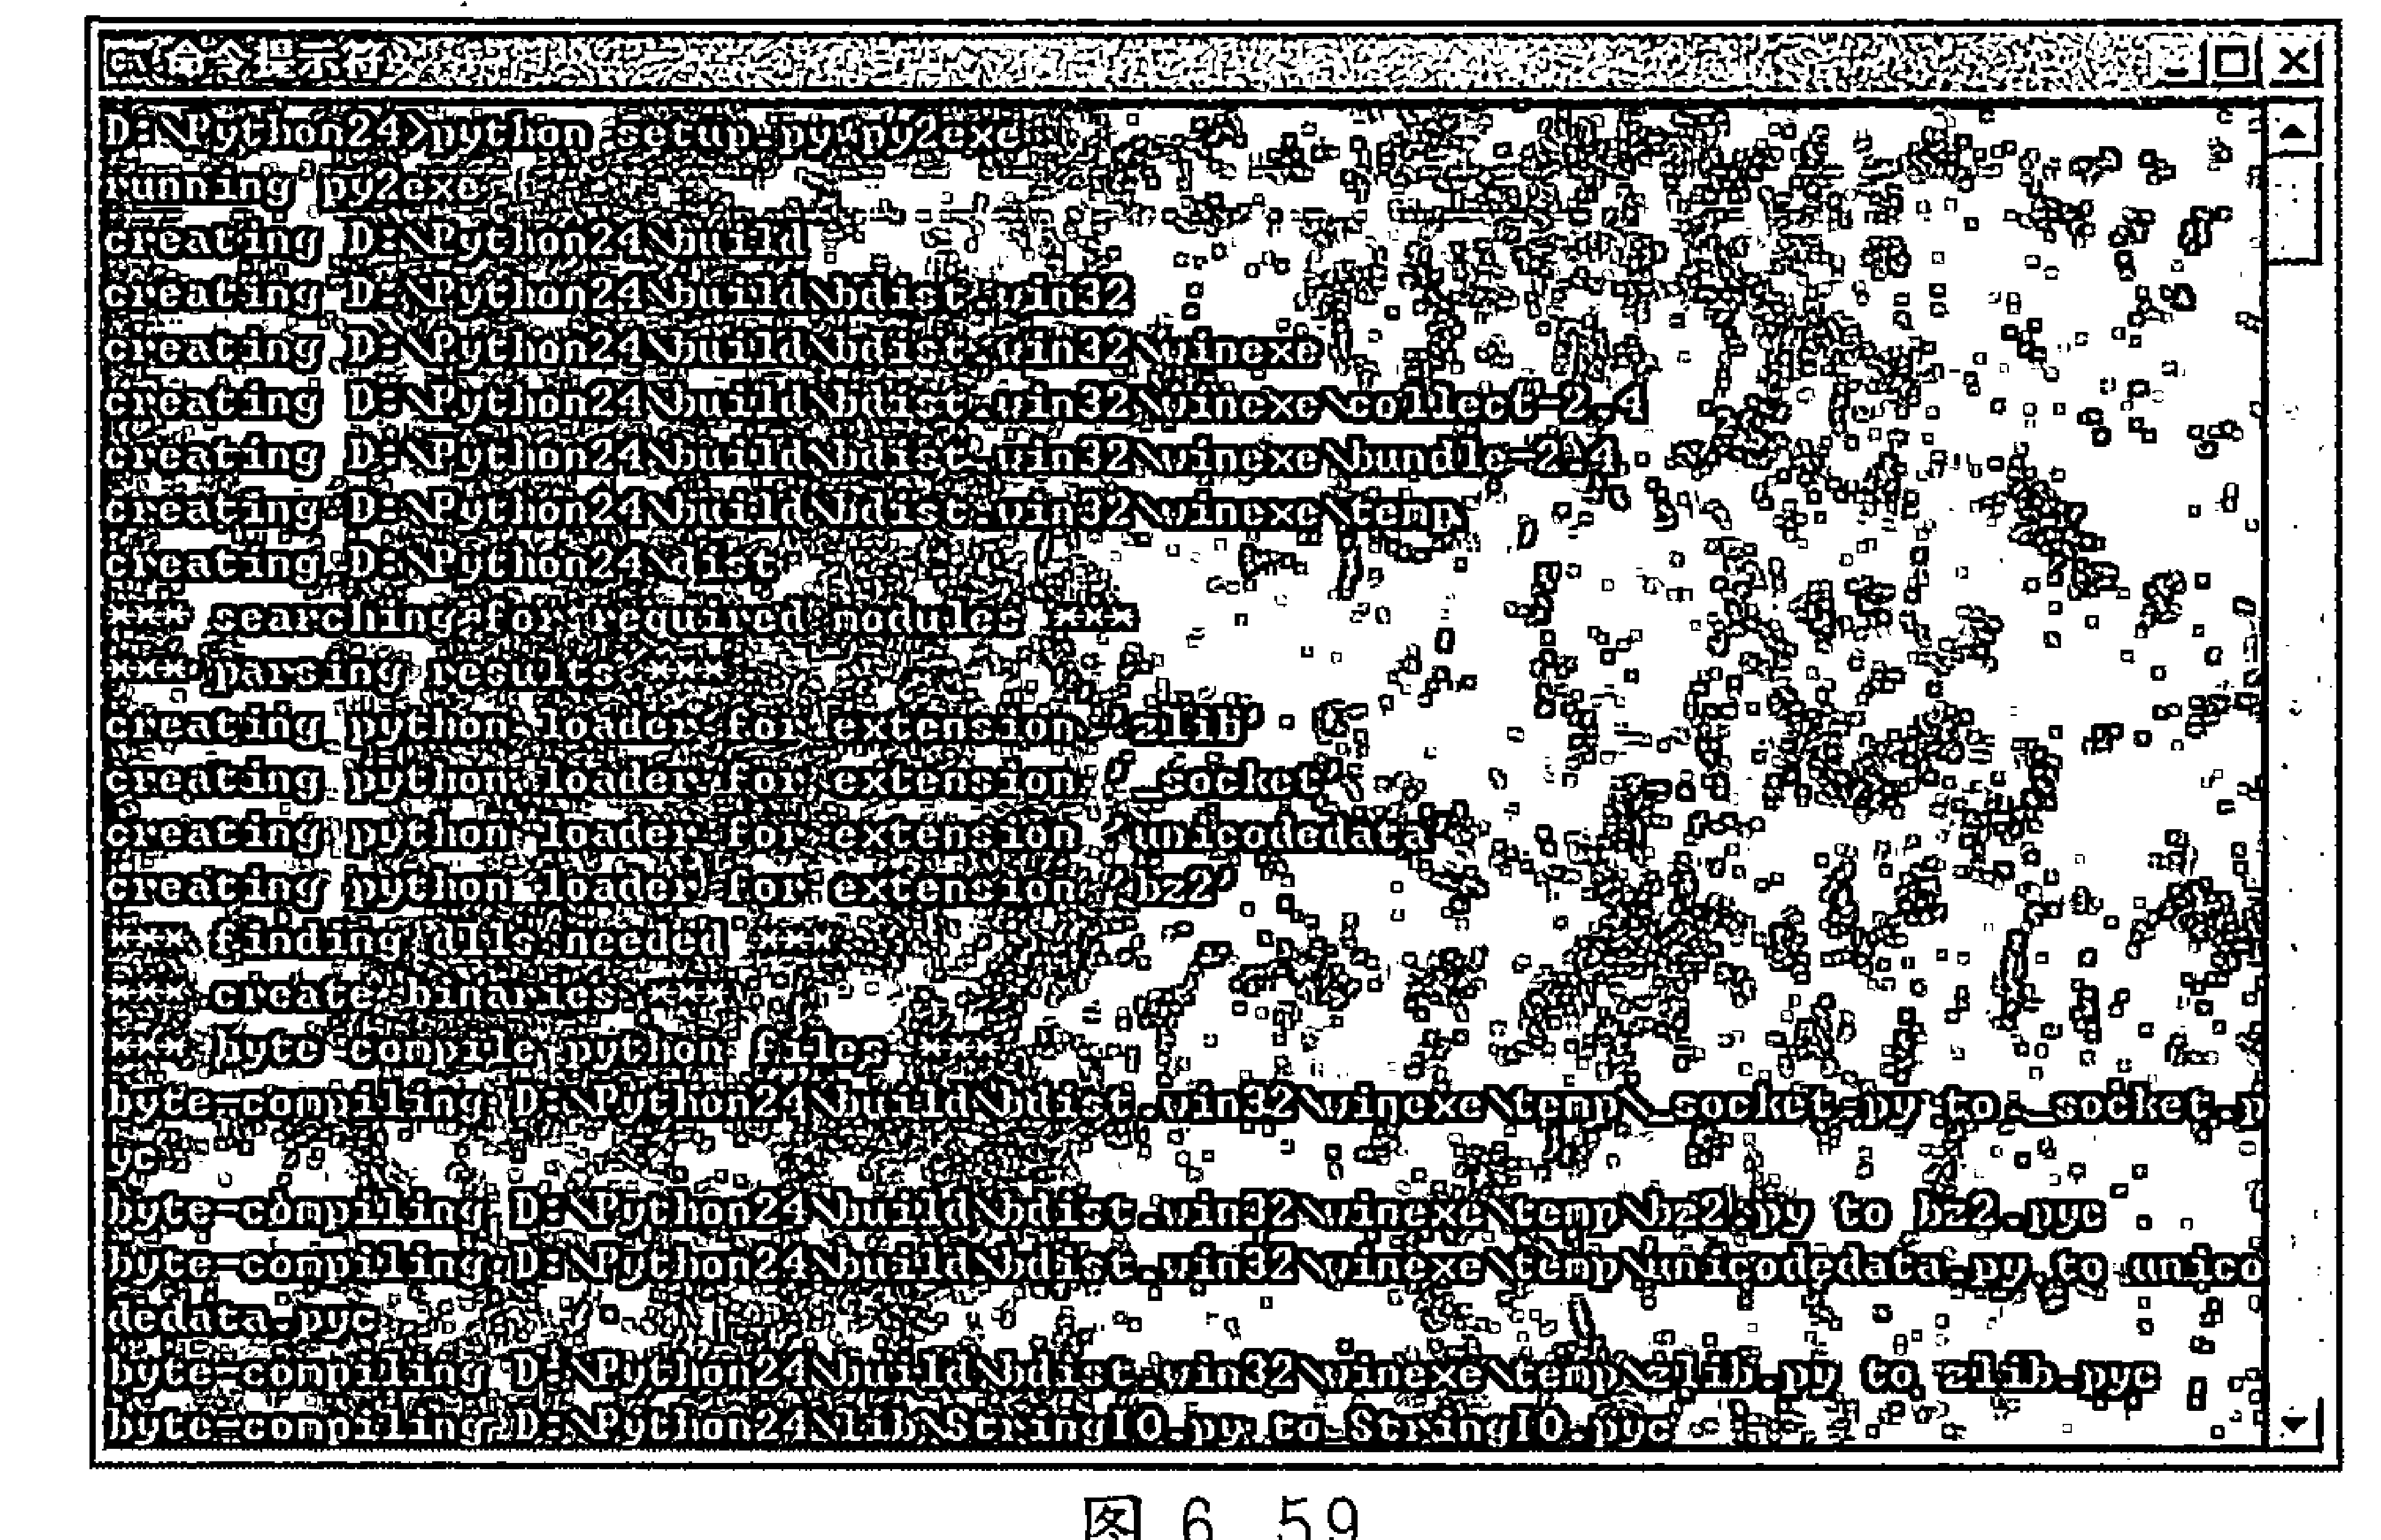 命令提示符
D:\Python24>python setup.py py2exe
running py2exe
creating D:\Python24\build
creating D:\Python24\build\bdist.win32
creating D:\Python24\build\bdist.win32\winexe
creating D:\Python24\build\bdist.win32\winexe\collect-2.4
creating D:\Python24\build\bdist.win32\winexe\bundle-2.4
creating D:\Python24\build\bdist.win32\winexe\temp
creating D:\Python24\dist
*** searching for required modules ***
*** parsing results ***
creating python loader for extension 'zlib'
creating python loader for extension '_socket'
creating python loader for extension 'unicodedata'
creating python loader for extension 'bz2'
*** finding dlls needed ***
*** create binaries ***
*** byte compile python files ***
byte-compiling D:\Python24\build\bdist.win32\winexe\temp\_socket.py to _socket.p
yc
byte-compiling D:\Python24\build\bdist.win32\winexe\temp\bz2.py to bz2.pyc
byte-compiling D:\Python24\build\bdist.win32\winexe\temp\unicodedata.py to unico
dedata.pyc
byte-compiling D:\Python24\build\bdist.win32\winexe\temp\zlib.py to zlib.pyc
byte-compiling D:\Python24\lib\StringIO.py to StringIO.pyc
图 6 59